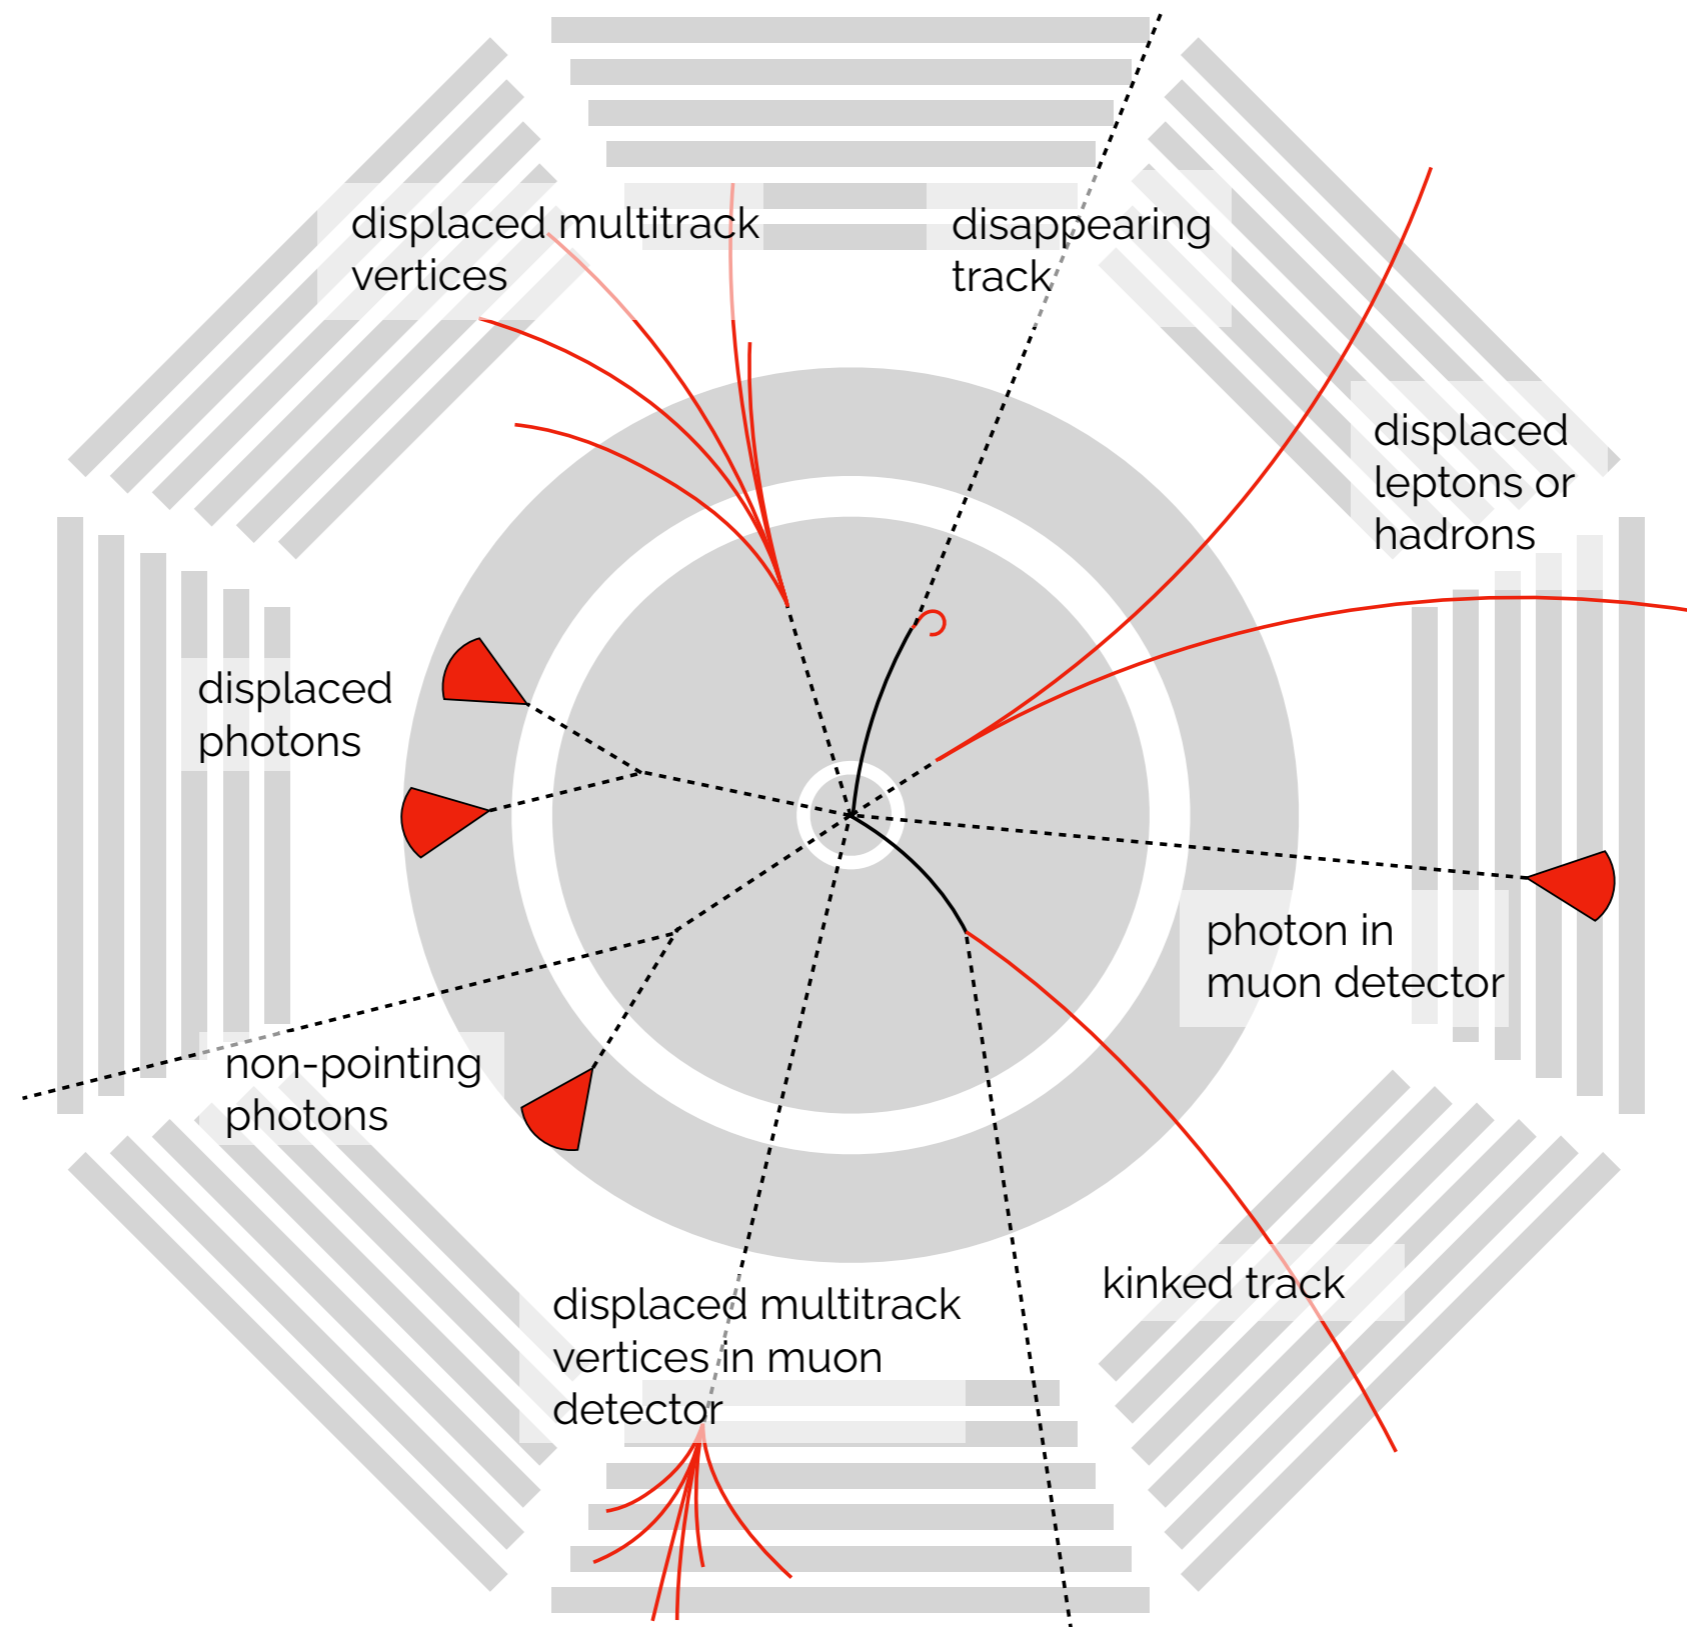 displaced multitrack
vertices
disappearing
track
displaced
leptons or
hadrons
displaced
photons
photon in
muon detector
non-pointing
photons
kinked track
displaced multitrack
vertices in muon
detector